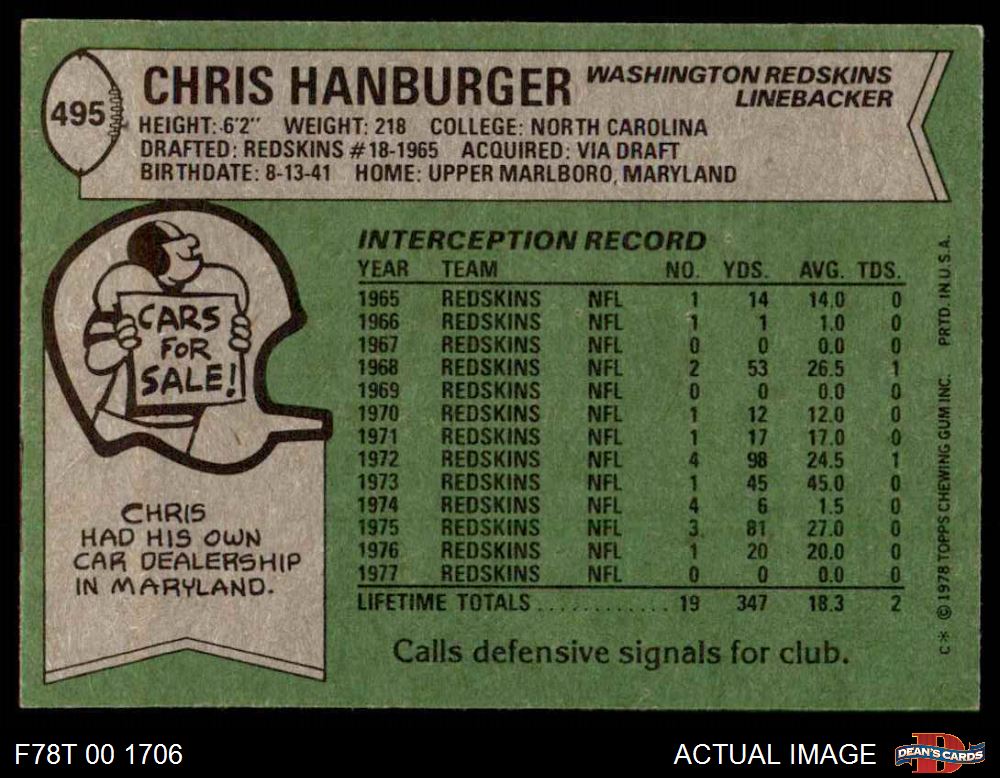 495
CHRIS HANBURGER
WASHINGTON REDSKINS
LINEBACKER
HEIGHT: 6'2" WEIGHT: 218 COLLEGE: NORTH CAROLINA
DRAFTED: REDSKINS #18-1965 ACQUIRED: VIA DRAFT
BIRTHDATE: 8-13-41 HOME: UPPER MARLBORO, MARYLAND
CARS
FOR
SALE!
CHRIS
HAD HIS OWN
CAR DEALERSHIP
IN MARYLAND.
INTERCEPTION RECORD
YEAR TEAM NO. YDS. AVG. TDS.
1965 REDSKINS NFL 1 14 14.0 0
1966 REDSKINS NFL 1 1 1.0 0
1967 REDSKINS NFL 0 0 0.0 0
1968 REDSKINS NFL 2 53 26.5 1
1969 REDSKINS NFL 0 0 0.0 0
1970 REDSKINS NFL 1 12 12.0 0
1971 REDSKINS NFL 1 17 17.0 0
1972 REDSKINS NFL 4 98 24.5 1
1973 REDSKINS NFL 1 45 45.0 0
1974 REDSKINS NFL 4 6 1.5 0
1975 REDSKINS NFL 3 81 27.0 0
1976 REDSKINS NFL 1 20 20.0 0
1977 REDSKINS NFL 0 0 0.0 0
LIFETIME TOTALS............ 19 347 18.3 2
Calls defensive signals for club.
C* © 1978 TOPPS CHEWING GUM INC. PRTD. IN U.S.A.
F78T 00 1706
ACTUAL IMAGE
DEAN'S CARDS